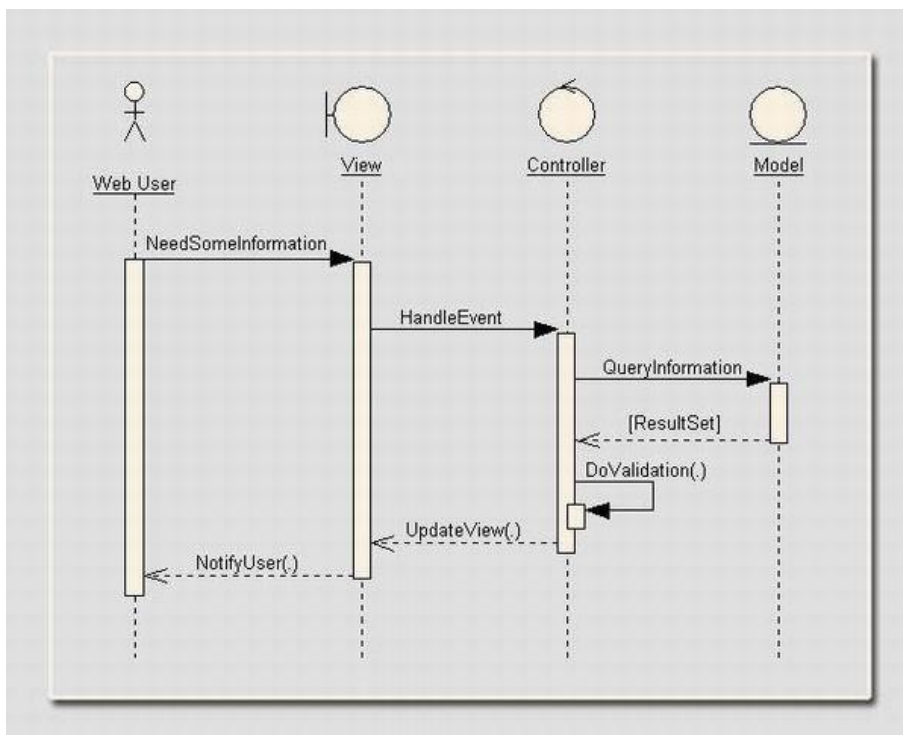 View
Controller
Model
Web User
NeedSomeInformation
HandleEvent
QueryInformation
[ResultSet]
DoValidation(.)
UpdateView(.)
NotifyUser(.)